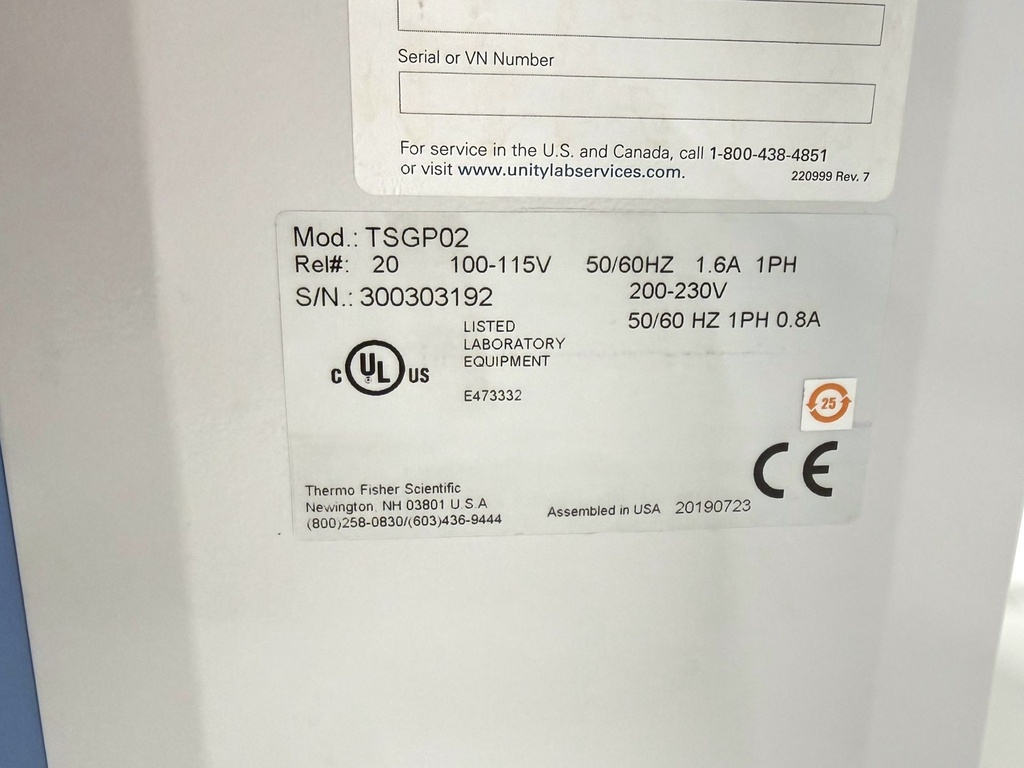 Serial or VN Number
For service in the U.S. and Canada, call 1-800-438-4851
or visit www.unitylabservices.com.
220999 Rev. 7
Mod.: TSGP02
Rel#: 20 100-115V 50/60HZ 1.6A 1PH
S/N.: 300303192 200-230V
50/60 HZ 1PH 0.8A
LISTED
LABORATORY
EQUIPMENT
C UL US
E473332
25
CE
Thermo Fisher Scientific
Newington, NH 03801 U.S.A
(800)258-0830/(603)436-9444
Assembled in USA 20190723